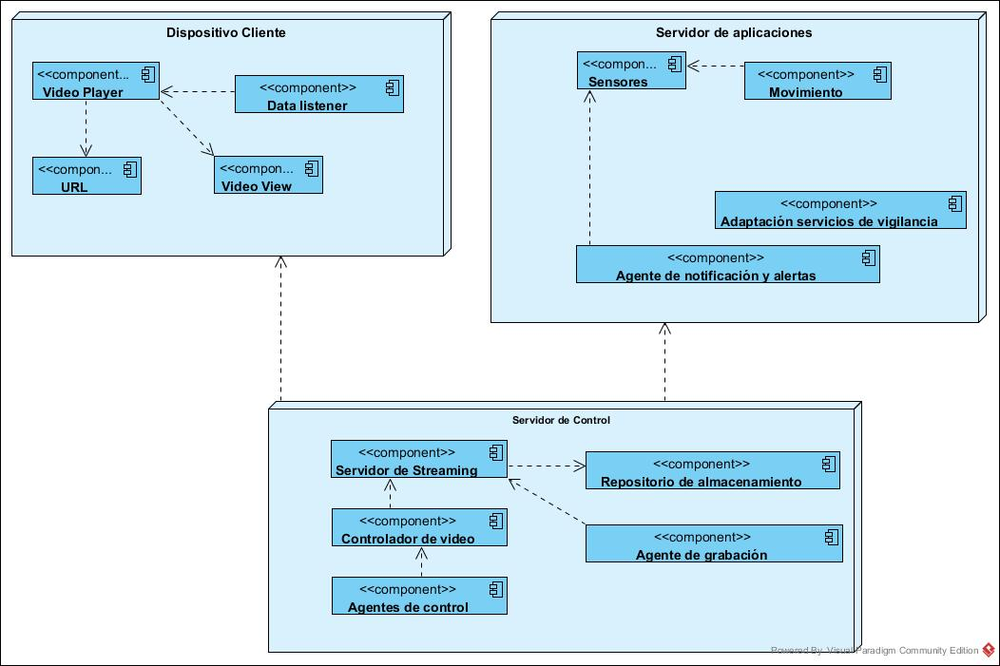 Dispositivo Cliente
<<component...
Video Player
<<component>>
Data listener
<<compon...
URL
<<compon...
Video View
Servidor de aplicaciones
<<compon...
Sensores
<<component>>
Movimiento
<<component>>
Adaptación servicios de vigilancia
<<component>>
Agente de notificación y alertas
Servidor de Control
<<component>>
Servidor de Streaming
<<component>>
Repositorio de almacenamiento
<<component>>
Controlador de video
<<component>>
Agente de grabación
<<component>>
Agentes de control
Powered By Visual Paradigm Community Edition